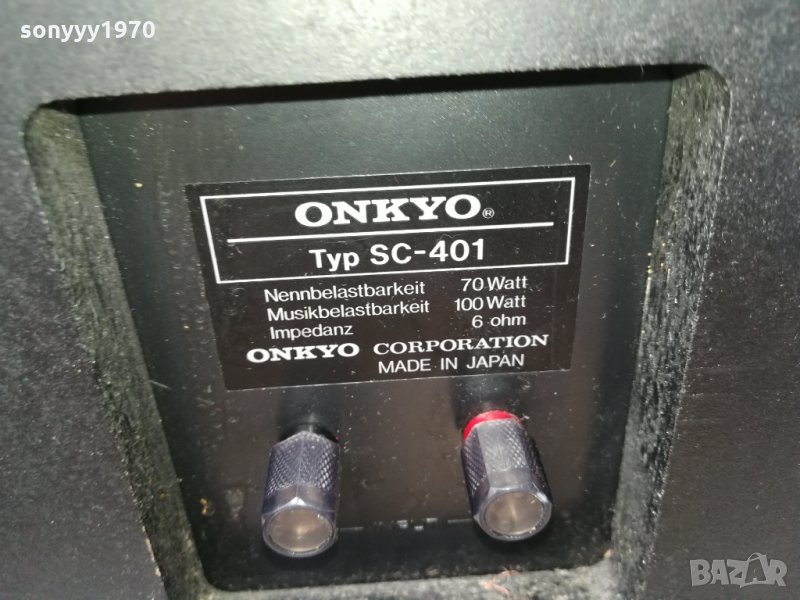 sonyyy1970
ONKYO®
Typ SC-401
Nennbelastbarkeit 70 Watt
Musikbelastbarkeit 100 Watt
Impedanz 6 ohm
ONKYO CORPORATION
MADE IN JAPAN
BAZAR